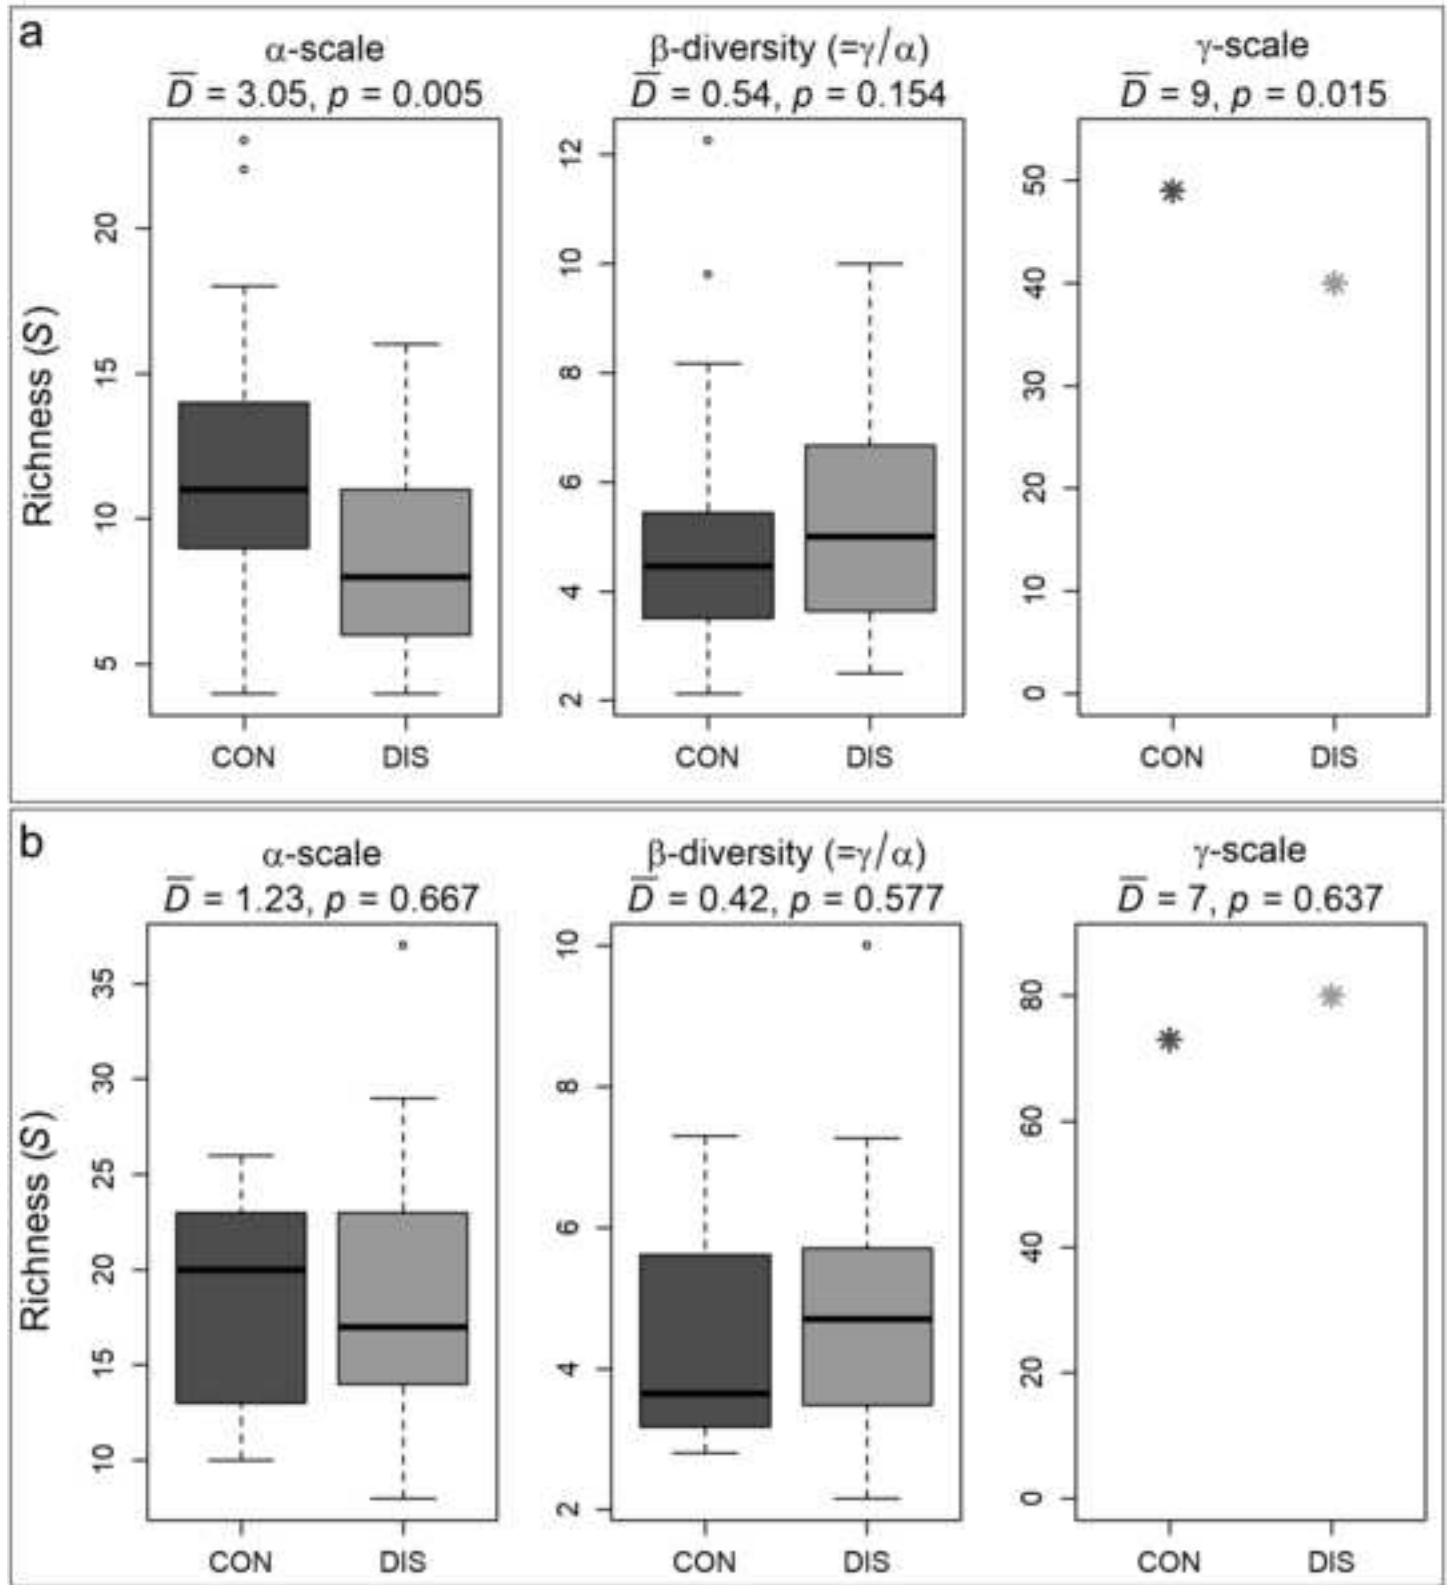 a
α-scale
D̅ = 3.05, p = 0.005
β-diversity (=γ/α)
D̅ = 0.54, p = 0.154
γ-scale
D̅ = 9, p = 0.015
Richness (S)
20
15
10
5
CON DIS
12
10
8
6
4
2
CON DIS
50
40
30
20
10
0
CON DIS
b
α-scale
D̅ = 1.23, p = 0.667
β-diversity (=γ/α)
D̅ = 0.42, p = 0.577
γ-scale
D̅ = 7, p = 0.637
Richness (S)
35
30
25
20
15
10
CON DIS
10
8
6
4
2
CON DIS
80
60
40
20
0
CON DIS